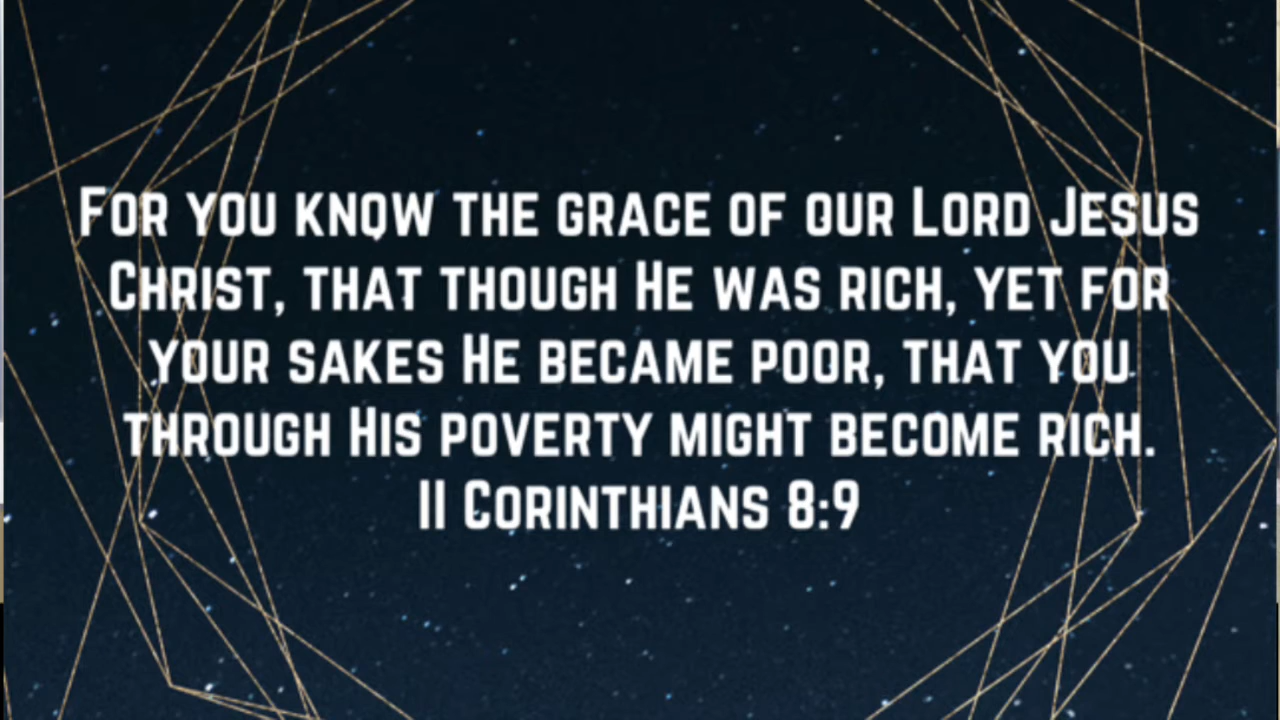 For you know the grace of our Lord Jesus
Christ, that though He was rich, yet for
your sakes He became poor, that you
through His poverty might become rich.
II Corinthians 8:9